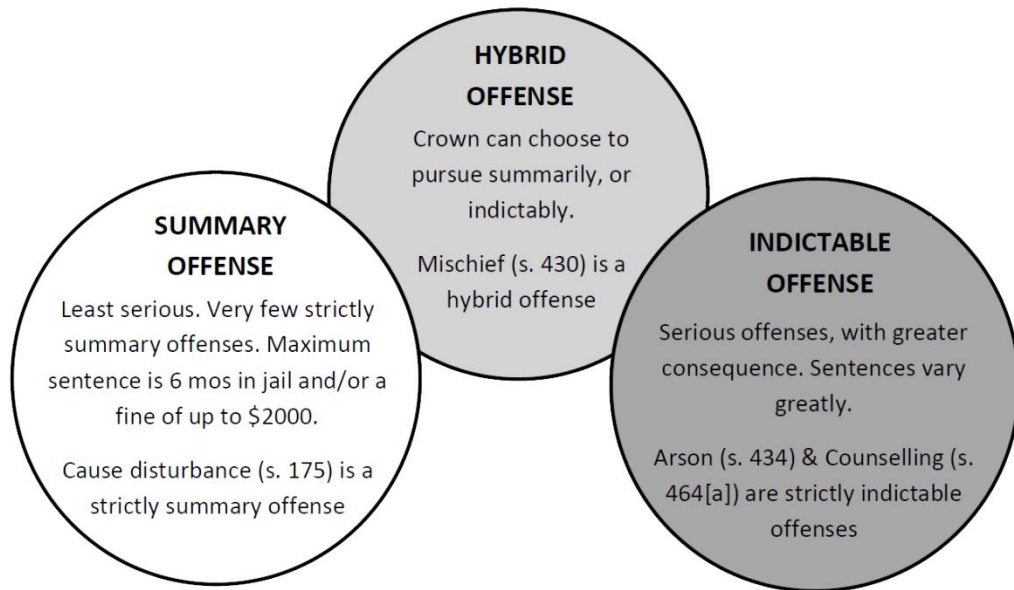 HYBRID
OFFENSE
Crown can choose to
pursue summarily, or
indictably.
Mischief (s. 430) is a
hybrid offense
SUMMARY
OFFENSE
Least serious. Very few strictly
summary offenses. Maximum
sentence is 6 mos in jail and/or a
fine of up to $2000.
Cause disturbance (s. 175) is a
strictly summary offense
INDICTABLE
OFFENSE
Serious offenses, with greater
consequence. Sentences vary
greatly.
Arson (s. 434) & Counselling (s.
464[a]) are strictly indictable
offenses